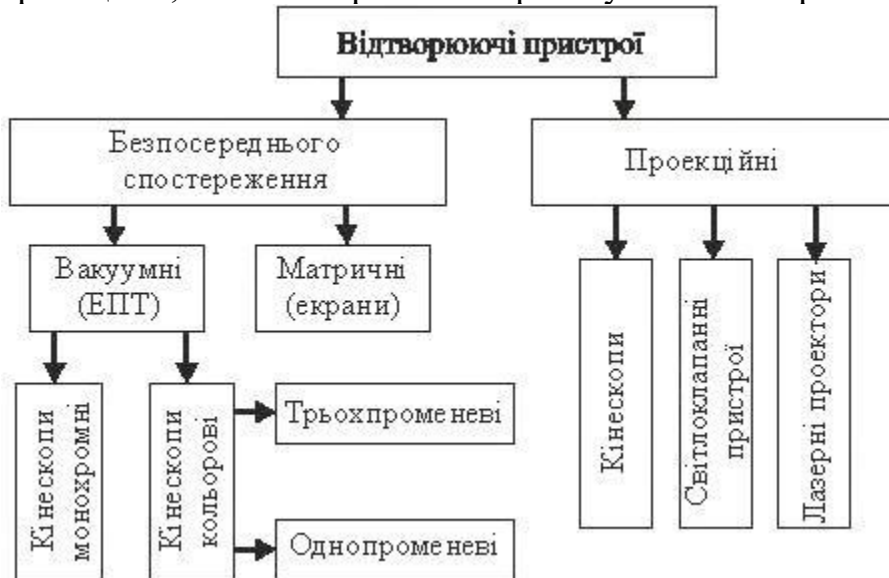 Відтворюючі пристрої
Безпосереднього
спостереження
Проекційні
Вакуумні
(ЕПТ)
Матричні
(екрани)
Кінескопи
монохромні
Кінескопи
кольорові
Трьохпроменеві
Однопроменеві
Кінескопи
Світлоклапанні
пристрої
Лазерні проектори